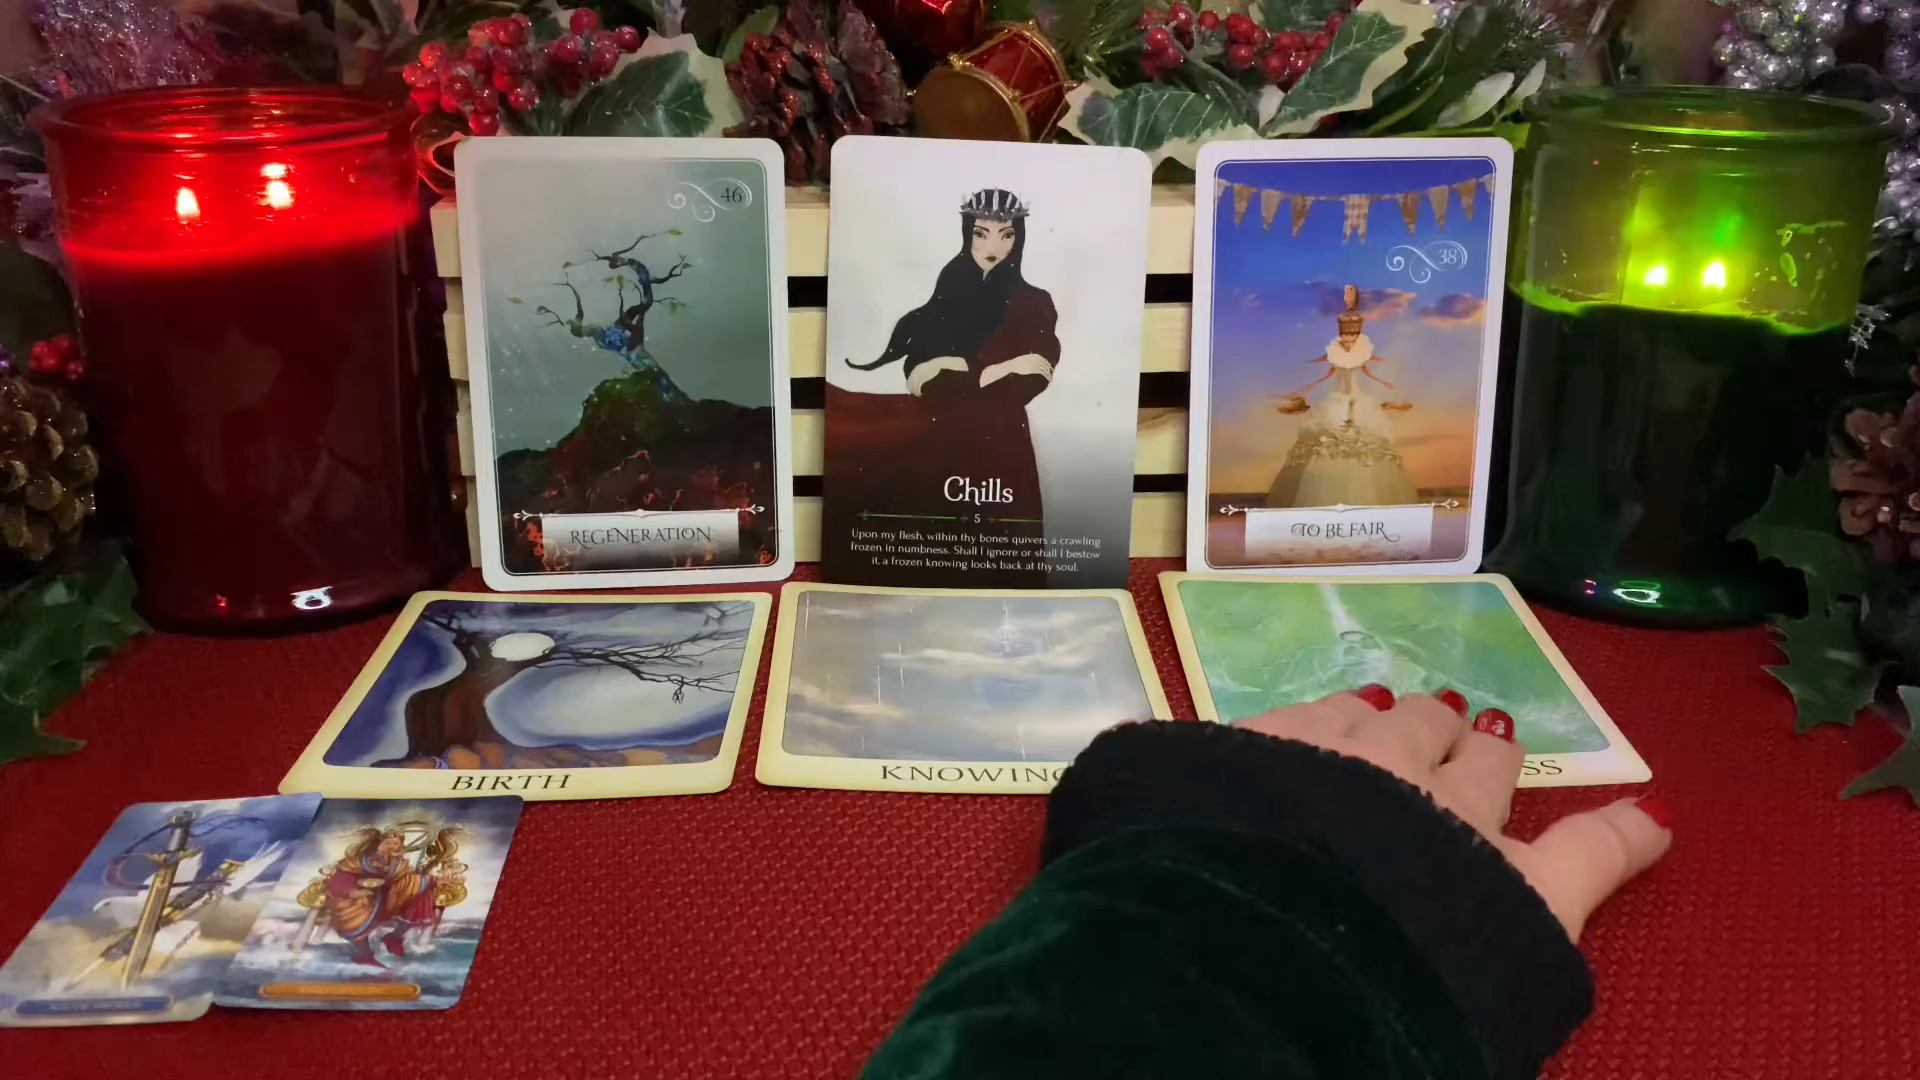 46
REGENERATION
Chills
5
Upon my flesh, within thy bones quivers a crawling
frozen in numbness. Shall I ignore or shall I bestow
it, a frozen knowing looks back at thy soul.
38
TO BE FAIR
BIRTH
KNOWING
SS